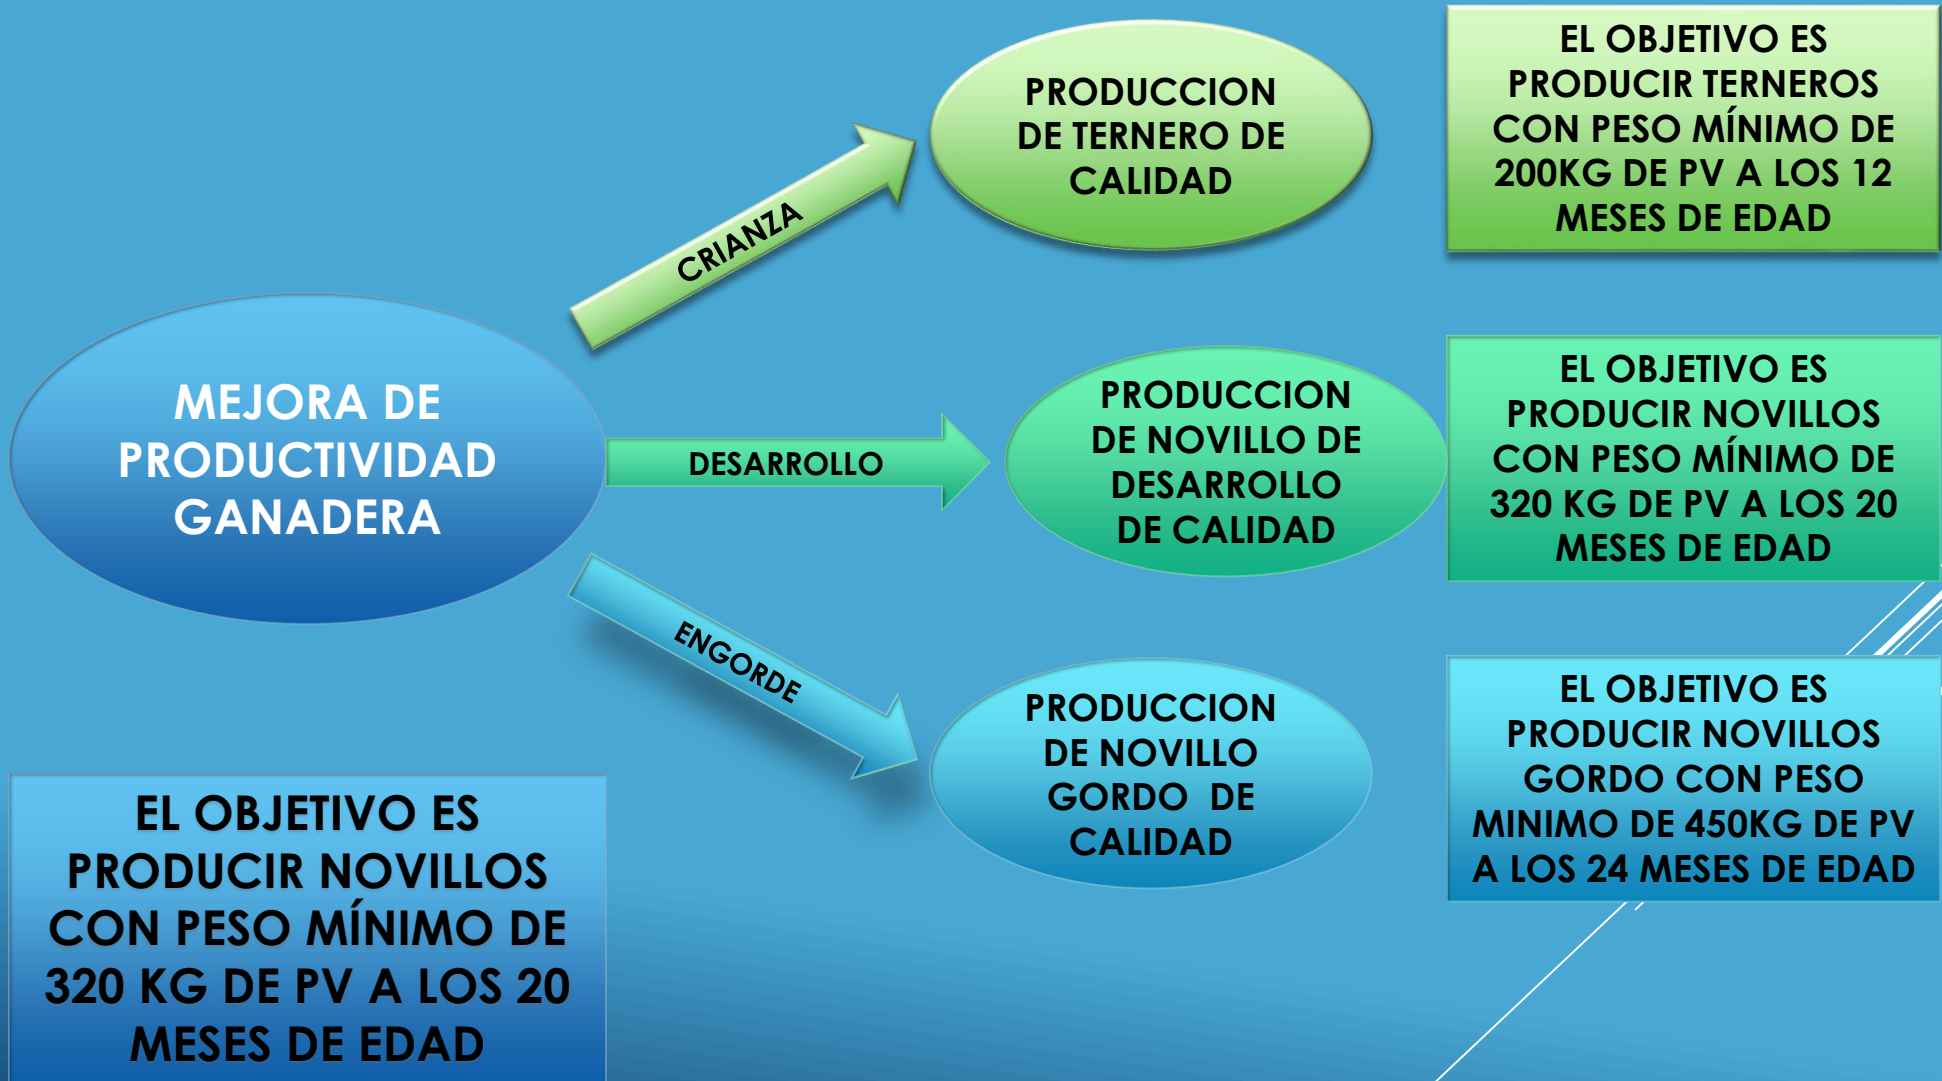 PRODUCCION
DE TERNERO DE
CALIDAD
EL OBJETIVO ES
PRODUCIR TERNEROS
CON PESO MÍNIMO DE
200KG DE PV A LOS 12
MESES DE EDAD
CRIANZA
MEJORA DE
PRODUCTIVIDAD
GANADERA
DESARROLLO
PRODUCCION
DE NOVILLO DE
DESARROLLO
DE CALIDAD
EL OBJETIVO ES
PRODUCIR NOVILLOS
CON PESO MÍNIMO DE
320 KG DE PV A LOS 20
MESES DE EDAD
ENGORDE
PRODUCCION
DE NOVILLO
GORDO DE
CALIDAD
EL OBJETIVO ES
PRODUCIR NOVILLOS
GORDO CON PESO
MINIMO DE 450KG DE PV
A LOS 24 MESES DE EDAD
EL OBJETIVO ES
PRODUCIR NOVILLOS
CON PESO MÍNIMO DE
320 KG DE PV A LOS 20
MESES DE EDAD